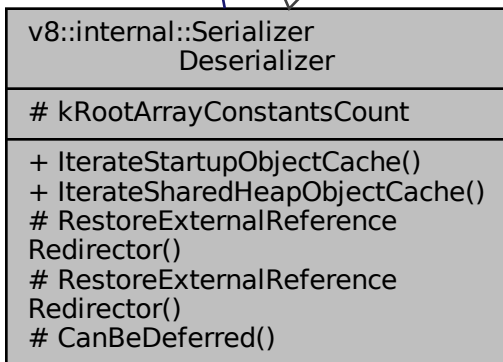 v8::internal::Serializer
Deserializer
# kRootArrayConstantsCount
+ IterateStartupObjectCache()
+ IterateSharedHeapObjectCache()
# RestoreExternalReference
Redirector()
# RestoreExternalReference
Redirector()
# CanBeDeferred()